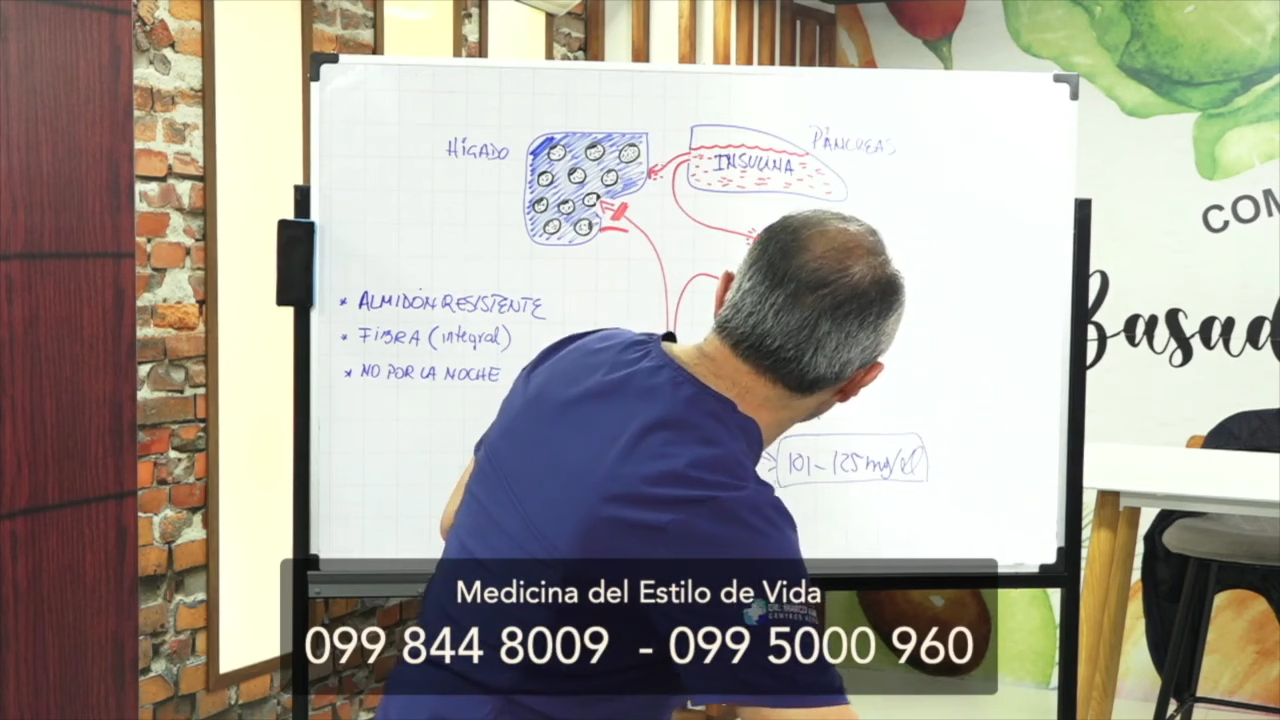 HÍGADO
PÁNCREAS
INSULINA
* ALMIDÓN RESISTENTE
* FIBRA (integral)
* NO POR LA NOCHE
101-125 mg/dl
COM
Basad
Medicina del Estilo de Vida
099 844 8009 - 099 5000 960